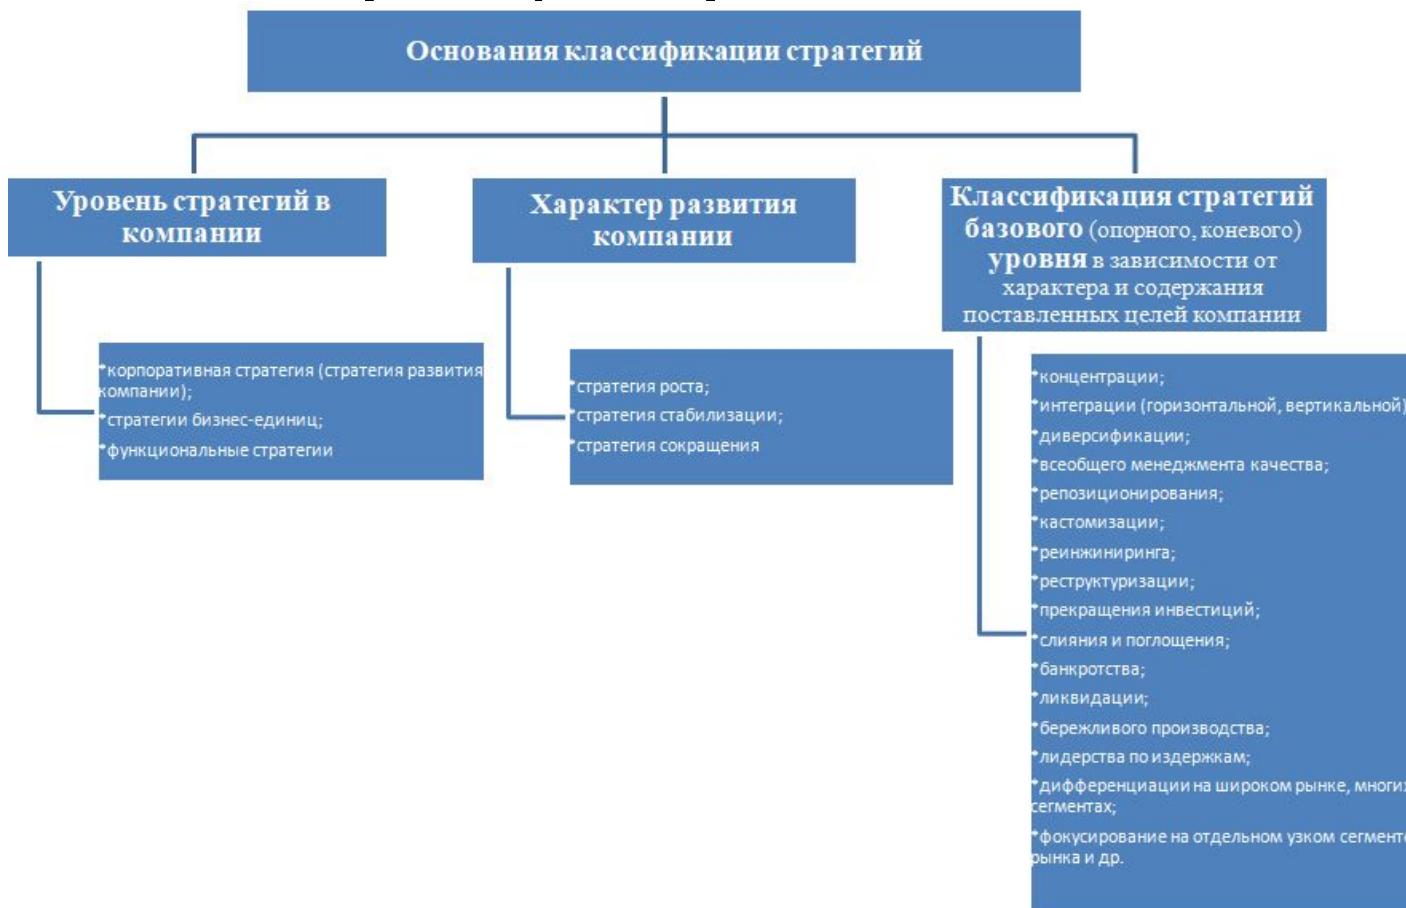 Основания классификации стратегий
Уровень стратегий в
компании
*корпоративная стратегия (стратегия развития
компании);
*стратегии бизнес-единиц;
*функциональные стратегии
Характер развития
компании
*стратегия роста;
*стратегия стабилизации;
*стратегия сокращения
Классификация стратегий
базового (опорного, коневого)
уровня в зависимости от
характера и содержания
поставленных целей компании
*концентрации;
*интеграции (горизонтальной, вертикальной)
*диверсификации;
*всеобщего менеджмента качества;
*репозиционирования;
*кастомизации;
*реинжиниринга;
*реструктуризации;
*прекращения инвестиций;
*слияния и поглощения;
*банкротства;
*ликвидации;
*бережливого производства;
*лидерства по издержкам;
*дифференциации на широком рынке, многих
сегментах;
*фокусирование на отдельном узком сегменте
рынка и др.